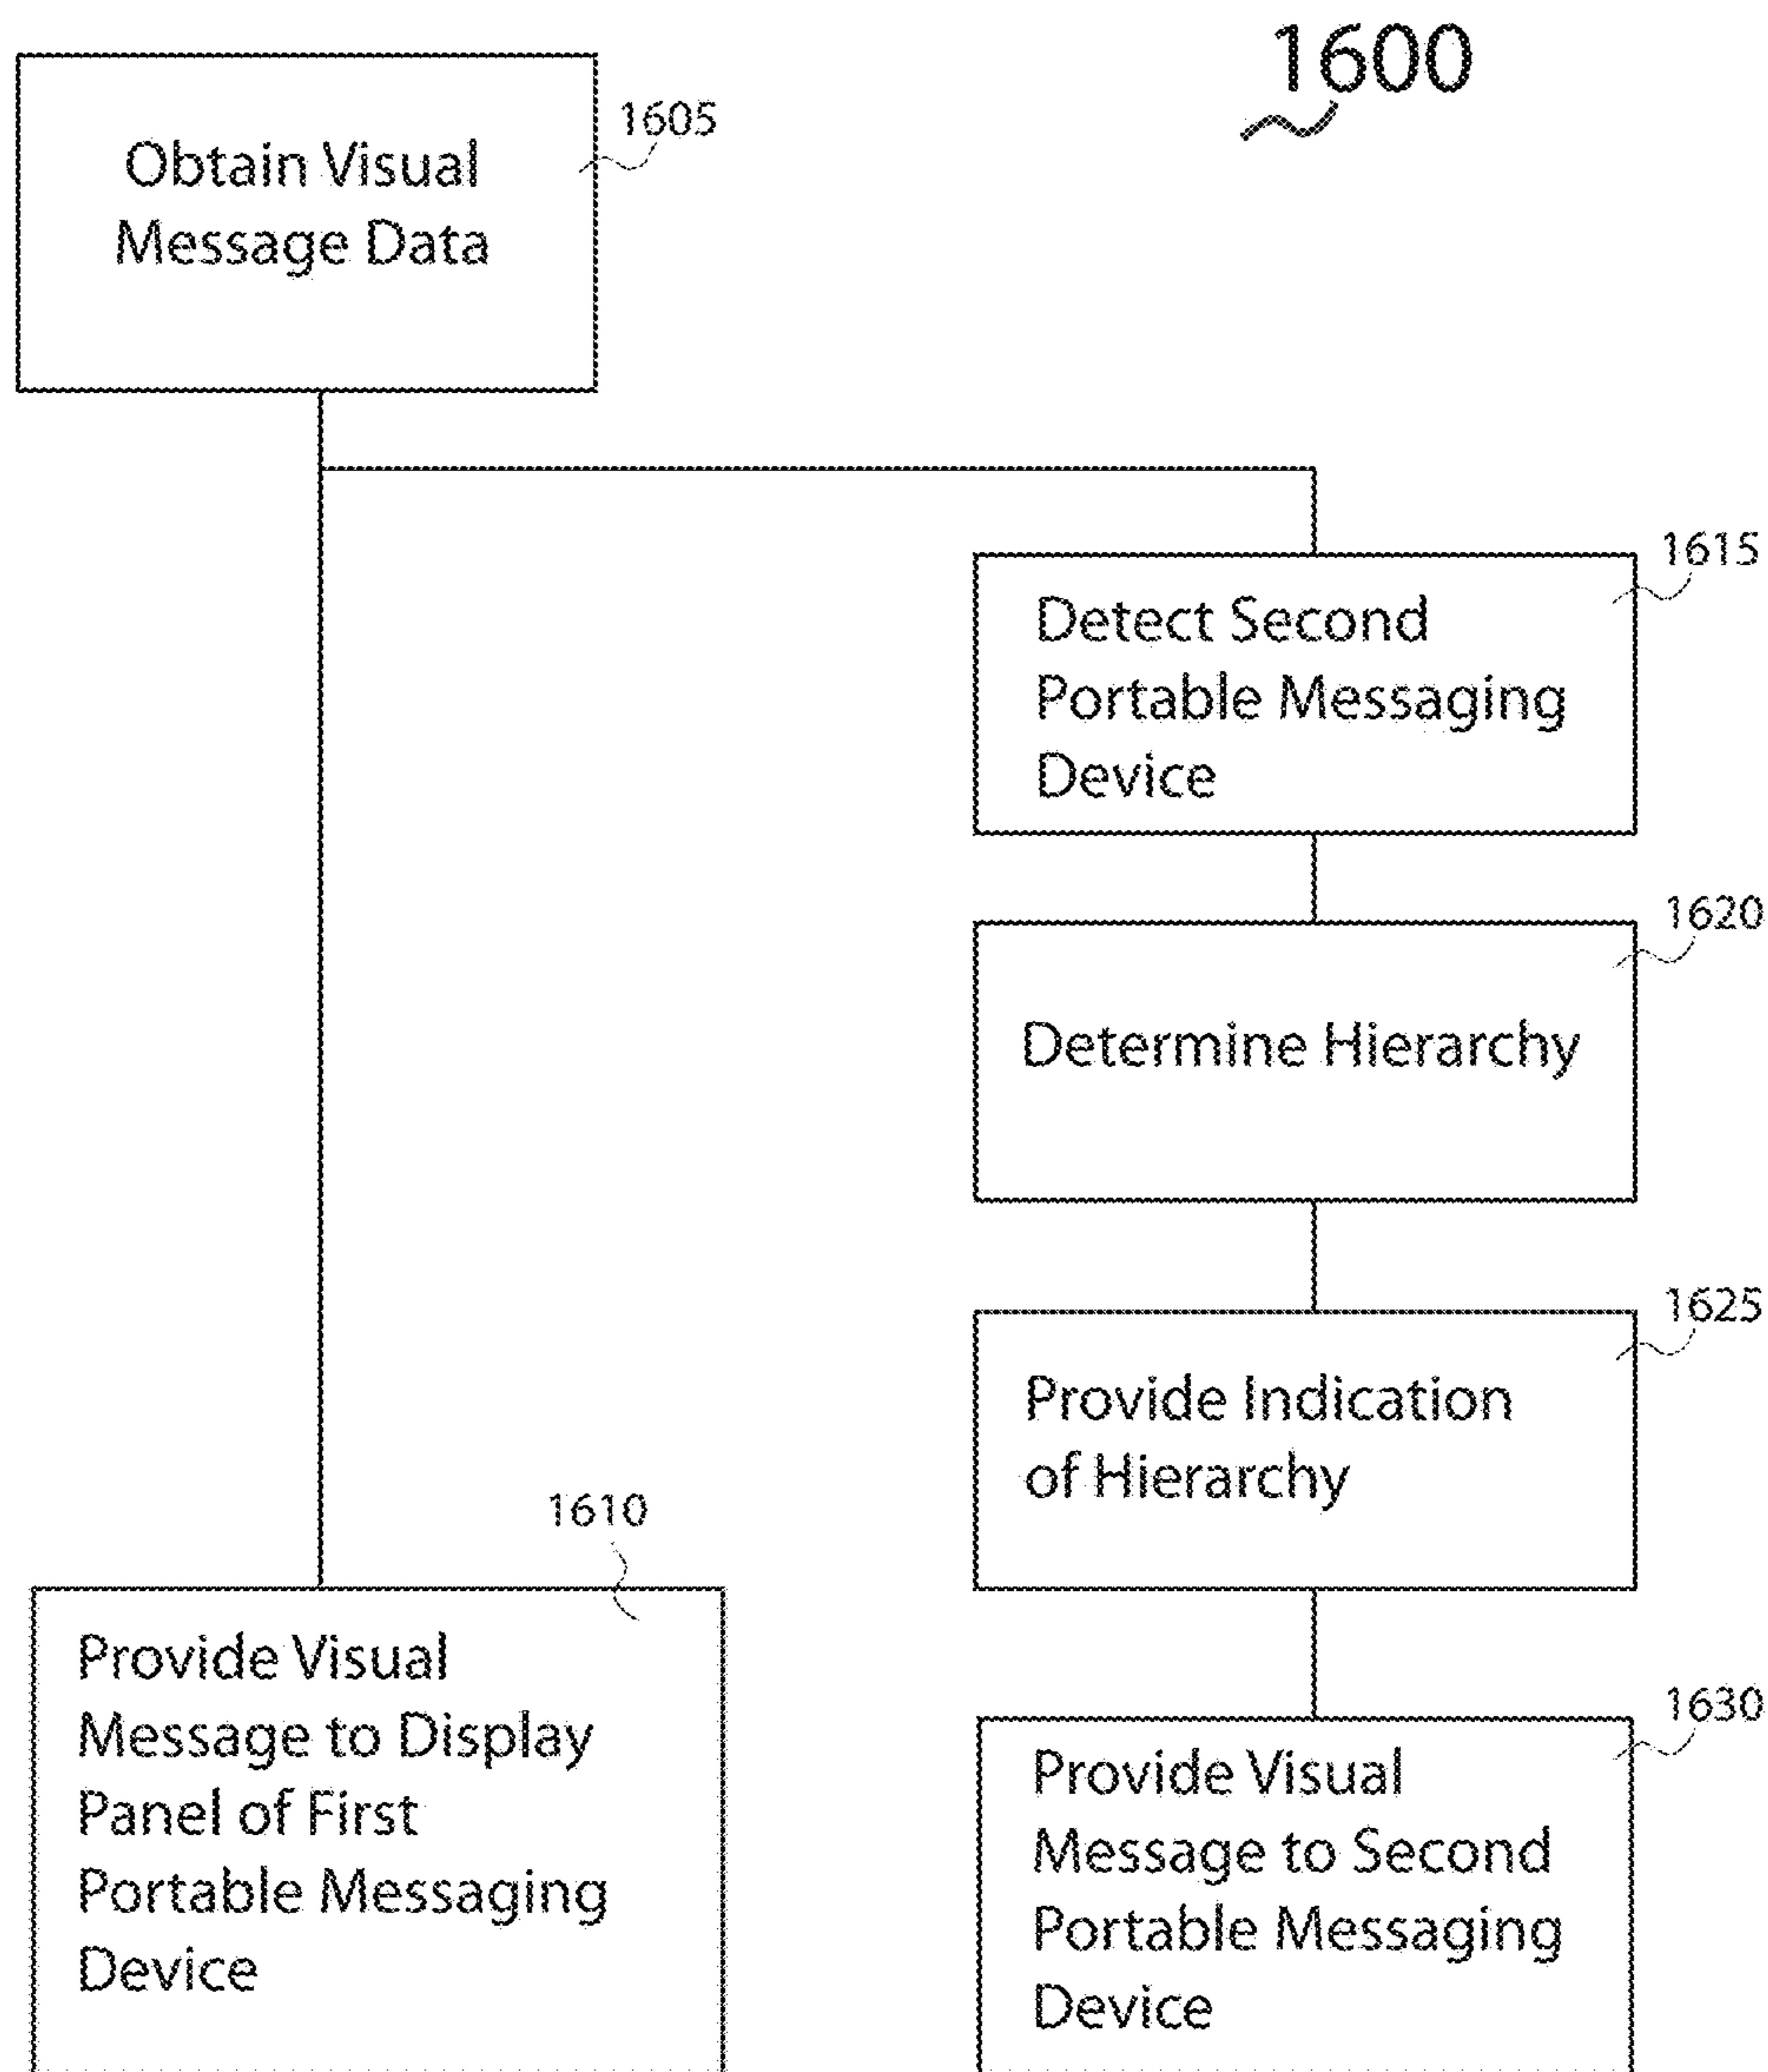 1600
1605
Obtain Visual
Message Data
1615
Detect Second
Portable Messaging
Device
1620
Determine Hierarchy
1625
Provide Indication
of Hierarchy
1610
Provide Visual
Message to Display
Panel of First
Portable Messaging
Device
1630
Provide Visual
Message to Second
Portable Messaging
Device